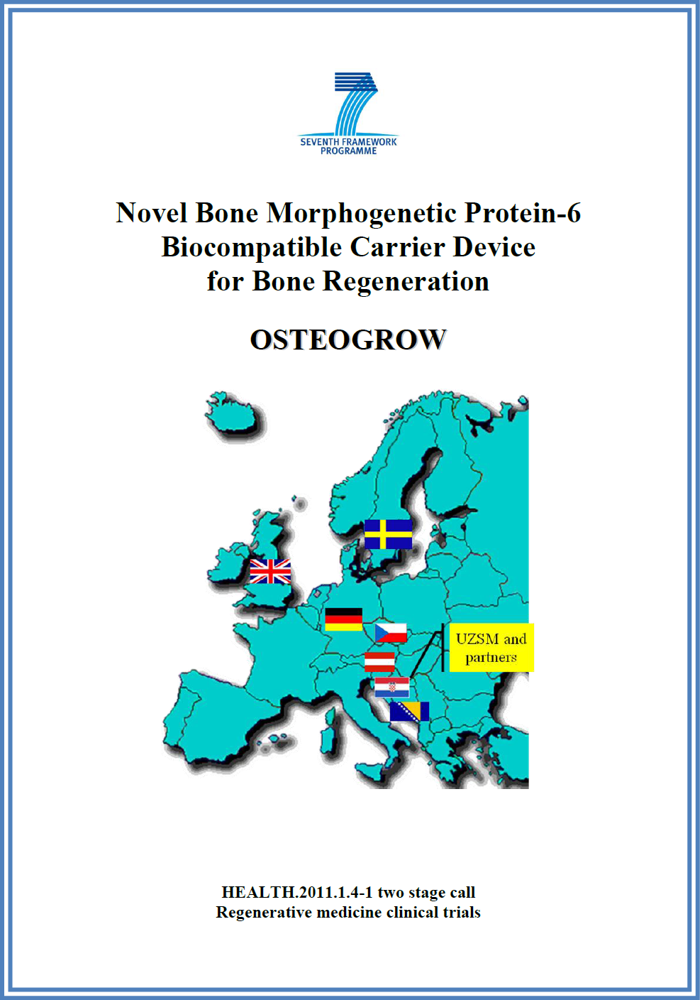 SEVENTH FRAMEWORK
PROGRAMME
Novel Bone Morphogenetic Protein-6
Biocompatible Carrier Device
for Bone Regeneration
OSTEOGROW
UZSM and
partners
HEALTH.2011.1.4-1 two stage call
Regenerative medicine clinical trials